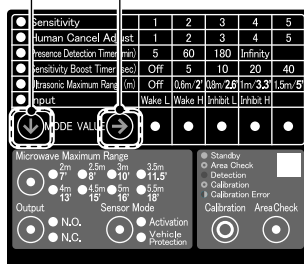 Sensitivity 1 2 3 4 5
Human Cancel Adjust 1 2 3 4 5
Presence Detection Timer (min) 5 60 180 Infinity
Sensitivity Boost Timer (sec) Off 5 10 20 40
Ultrasonic Maximum Range (m) Off 0.6m/2' 0.8m/2.6' 1m/3.3' 1.5m/5'
Input Wake L Wake H Inhibit L Inhibit H
MODE VALUE
Microwave Maximum Range
2m 2.5m 3m 3.5m
7' 8' 10' 11.5'
4m 4.5m 5m 5.5m
13' 15' 16' 18'
Standby
Area Check
Detection
Calibration
Calibration Error
Output Sensor Mode
N.O.
N.C.
Activation
Vehicle
Protection
Calibration Area Check